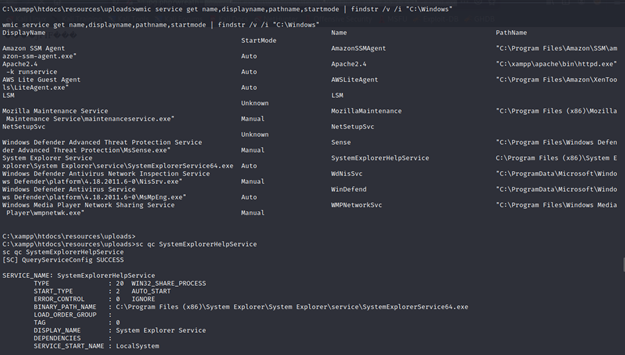 C:\xampp\htdocs\resources\uploads>wmic service get name,displayname,pathname,startmode | findstr /v /i "C:\Windows"
wmic service get name,displayname,pathname,startmode | findstr /v /i "C:\Windows"
DisplayName Name PathName
StartMode
Amazon SSM Agent AmazonSSMAgent "C:\Program Files\Amazon\SSM\am
azon-ssm-agent.exe" Auto
Apache2.4 Apache2.4 "C:\xampp\apache\bin\httpd.exe"
-k runservice Auto
AWS Lite Guest Agent AWSLiteAgent "C:\Program Files\Amazon\XenToo
ls\LiteAgent.exe" Auto
LSM LSM
Unknown
Mozilla Maintenance Service MozillaMaintenance "C:\Program Files (x86)\Mozilla
Maintenance Service\maintenanceservice.exe" Manual
NetSetupSvc NetSetupSvc
Unknown
Windows Defender Advanced Threat Protection Service Sense "C:\Program Files\Windows Defen
der Advanced Threat Protection\MsSense.exe" Manual
System Explorer Service SystemExplorerHelpService C:\Program Files (x86)\System E
xplorer\System Explorer\service\SystemExplorerService64.exe Auto
Windows Defender Antivirus Network Inspection Service WdNisSvc "C:\ProgramData\Microsoft\Windo
ws Defender\platform\4.18.2011.6-0\NisSrv.exe" Manual
Windows Defender Antivirus Service WinDefend "C:\ProgramData\Microsoft\Windo
ws Defender\platform\4.18.2011.6-0\MsMpEng.exe" Auto
Windows Media Player Network Sharing Service WMPNetworkSvc "C:\Program Files\Windows Media
Player\wmpnetwk.exe" Manual
C:\xampp\htdocs\resources\uploads>
C:\xampp\htdocs\resources\uploads>sc qc SystemExplorerHelpService
sc qc SystemExplorerHelpService
[SC] QueryServiceConfig SUCCESS
SERVICE_NAME: SystemExplorerHelpService
TYPE : 20 WIN32_SHARE_PROCESS
START_TYPE : 2 AUTO_START
ERROR_CONTROL : 0 IGNORE
BINARY_PATH_NAME : C:\Program Files (x86)\System Explorer\System Explorer\service\SystemExplorerService64.exe
LOAD_ORDER_GROUP :
TAG : 0
DISPLAY_NAME : System Explorer Service
DEPENDENCIES :
SERVICE_START_NAME : LocalSystem